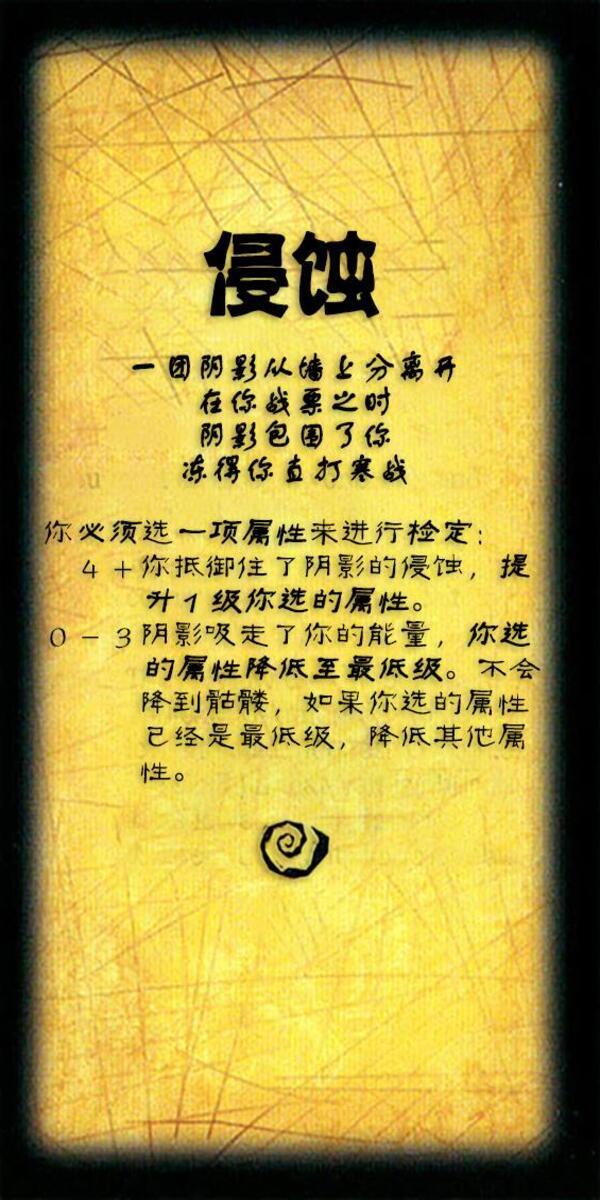 侵蚀
一团阴影从墙上分离开
在你战栗之时
阴影包围了你
冻得你直打寒战
你必须选一项属性来进行检定：
4+你抵御住了阴影的侵蚀，提
升1级你选的属性。
0-3阴影吸走了你的能量，你选
的属性降低至最低级。不会
降到骷髅，如果你选的属性
已经是最低级，降低其他属
性。